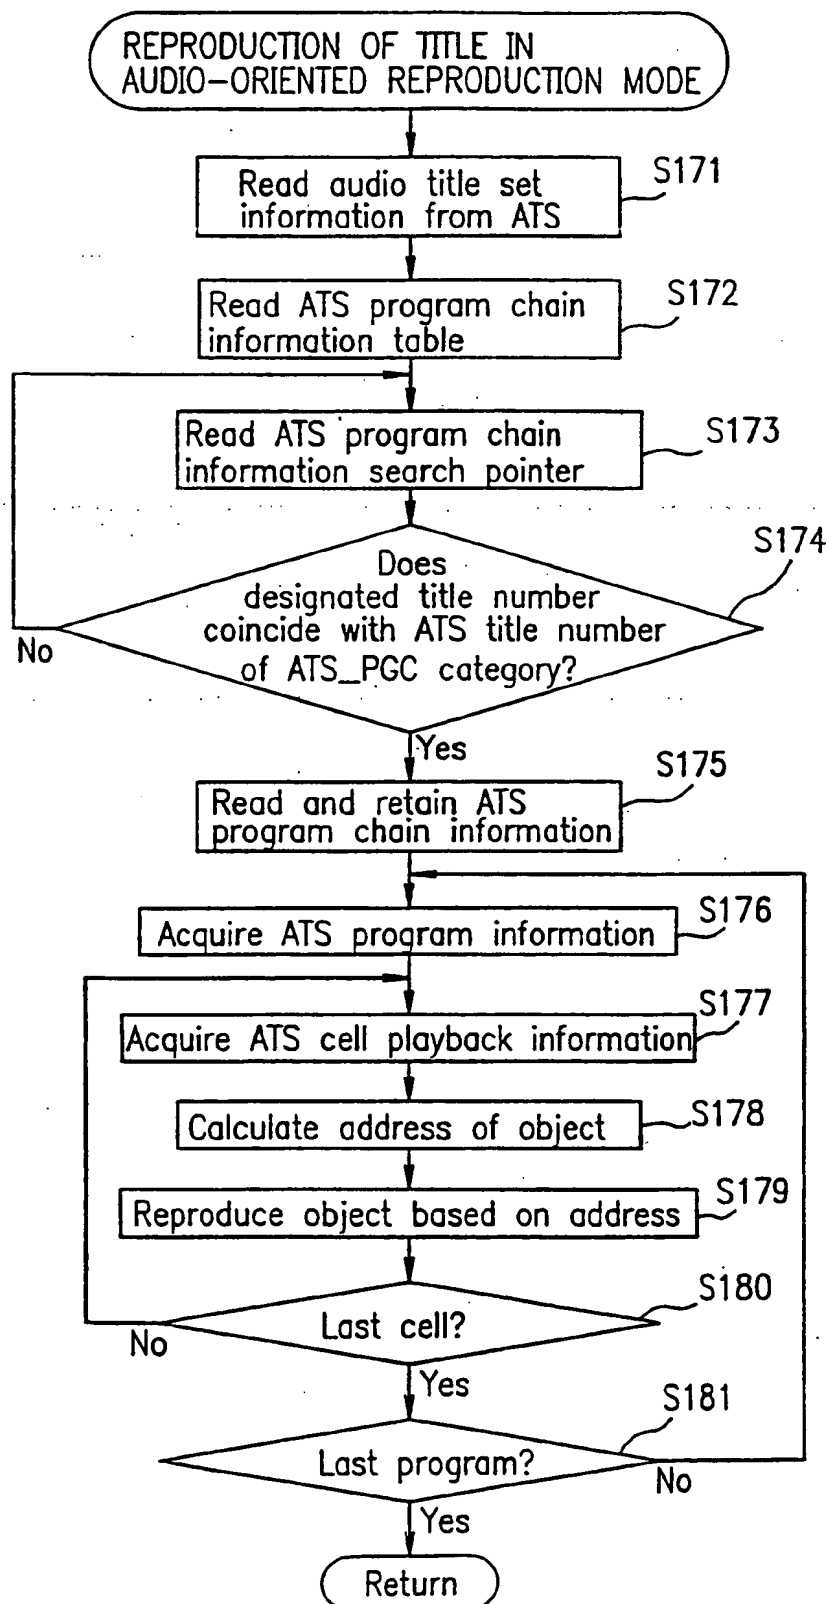 REPRODUCTION OF TITLE IN
AUDIO-ORIENTED REPRODUCTION MODE
S171
Read audio title set
information from ATS
S172
Read ATS program chain
information table
S173
Read ATS program chain
information search pointer
S174
Does
designated title number
coincide with ATS title number
of ATS_PGC category?
No
Yes
S175
Read and retain ATS
program chain information
S176
Acquire ATS program information
S177
Acquire ATS cell playback information
S178
Calculate address of object
S179
Reproduce object based on address
S180
Last cell?
No
Yes
S181
Last program?
No
Yes
Return